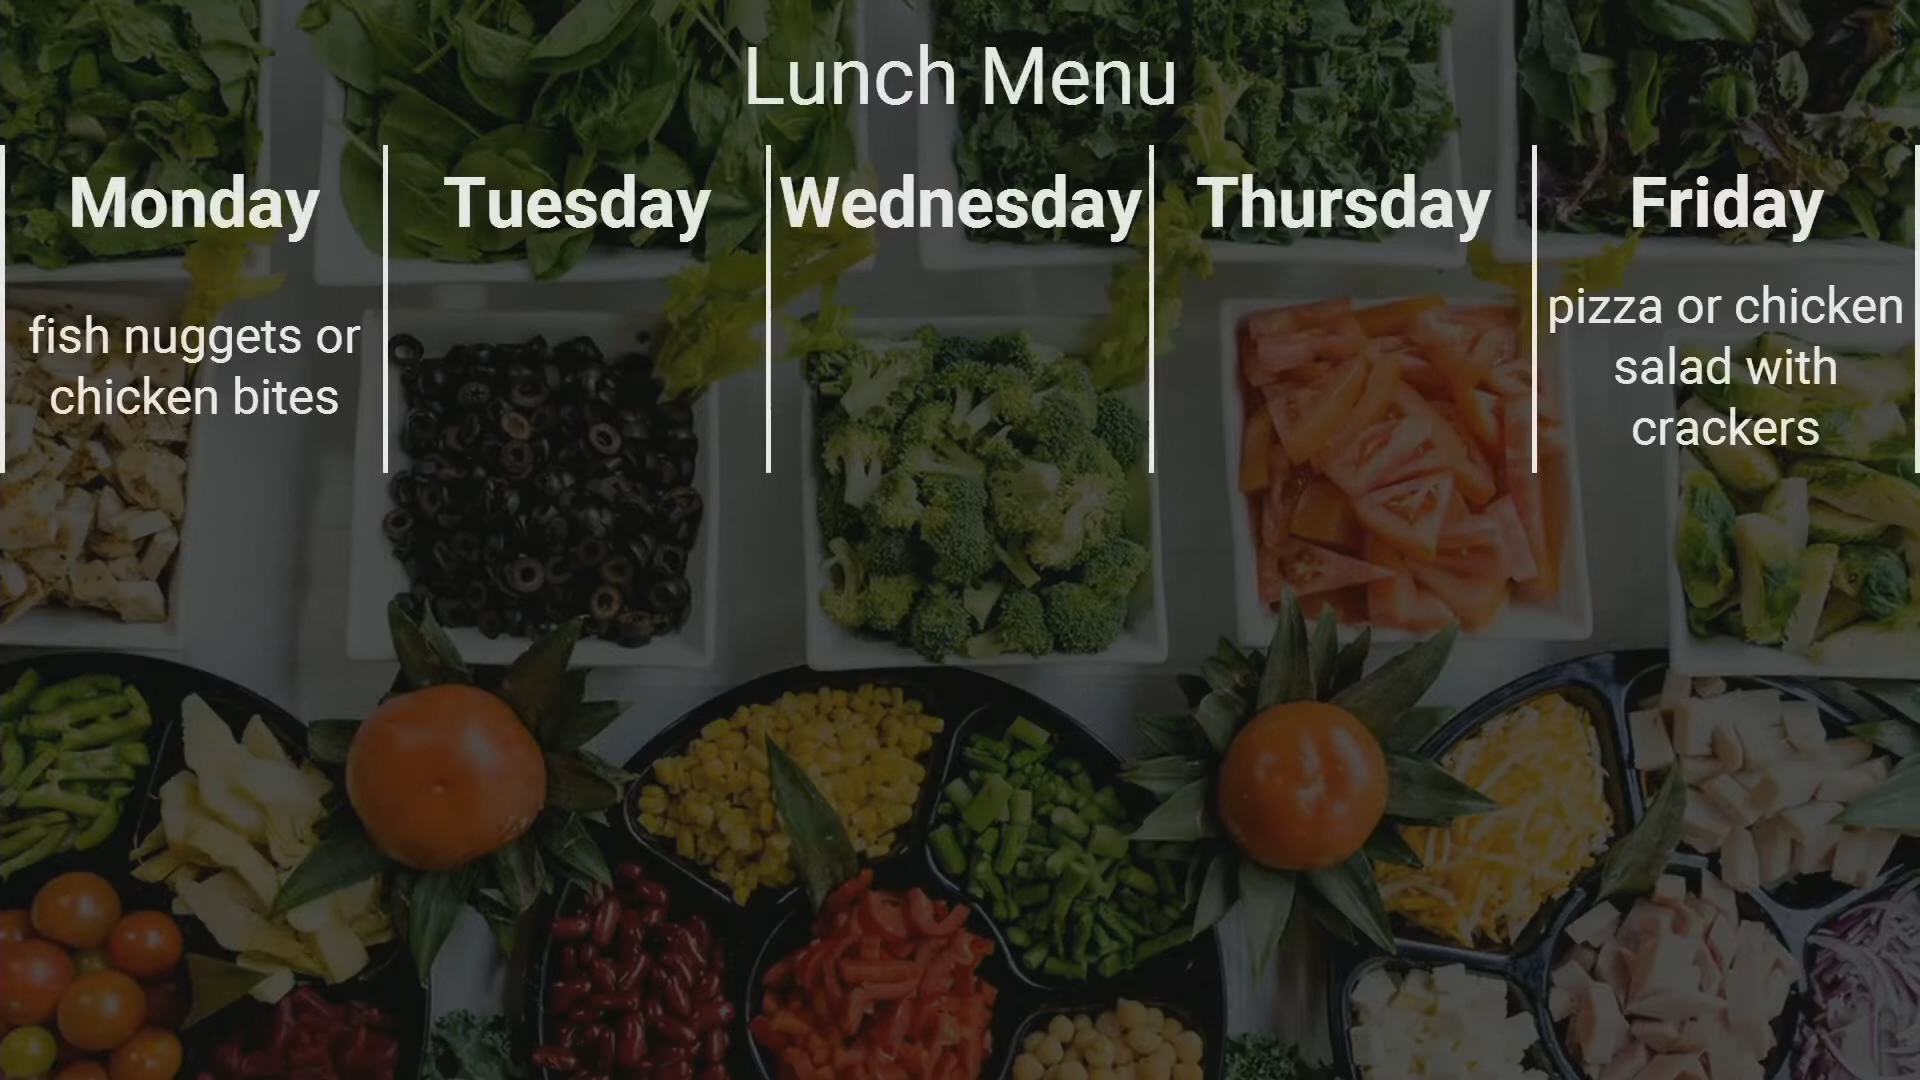 Lunch Menu
Monday
Tuesday
Wednesday
Thursday
Friday
fish nuggets or
chicken bites
pizza or chicken
salad with
crackers